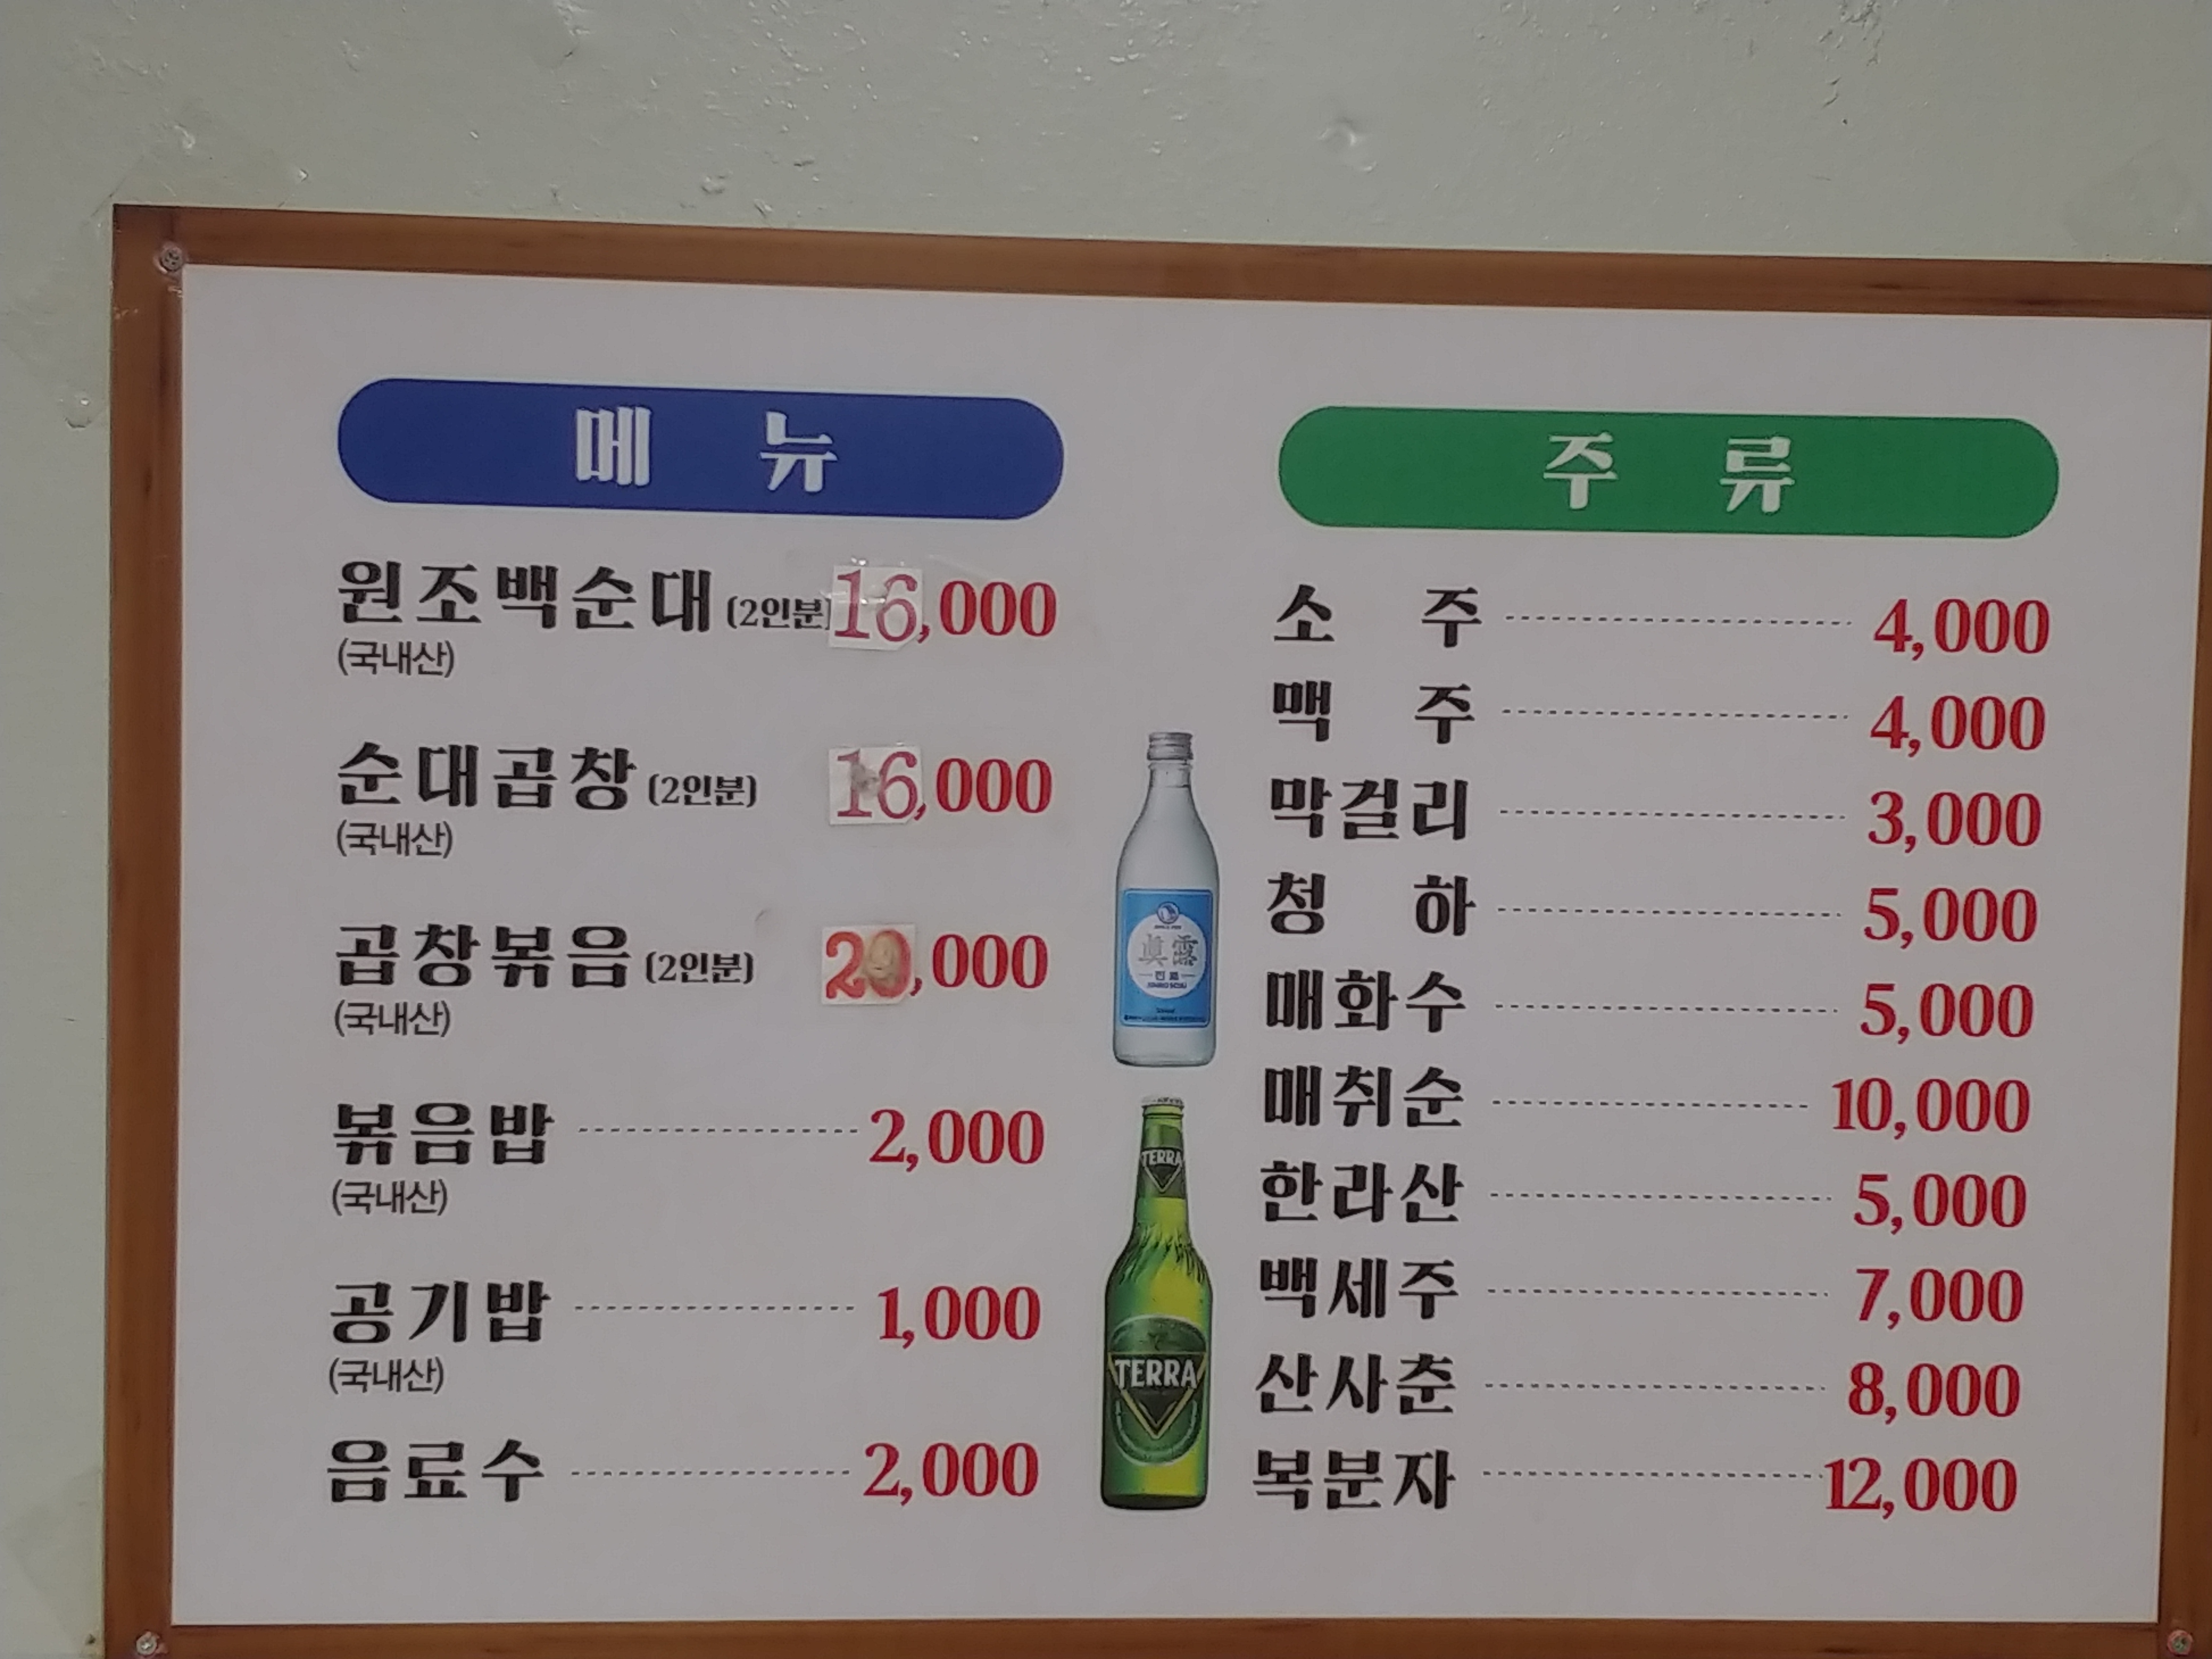 메뉴
원조백순대 (2인분) 16,000
(국내산)
순대곱창 (2인분) 16,000
(국내산)
곱창볶음 (2인분) 20,000
(국내산)
볶음밥 2,000
(국내산)
공기밥 1,000
(국내산)
음료수 2,000
眞露
진로
TERRA
TERRA
주류
소주 4,000
맥주 4,000
막걸리 3,000
청하 5,000
매화수 5,000
매취순 10,000
한라산 5,000
백세주 7,000
산사춘 8,000
복분자 12,000